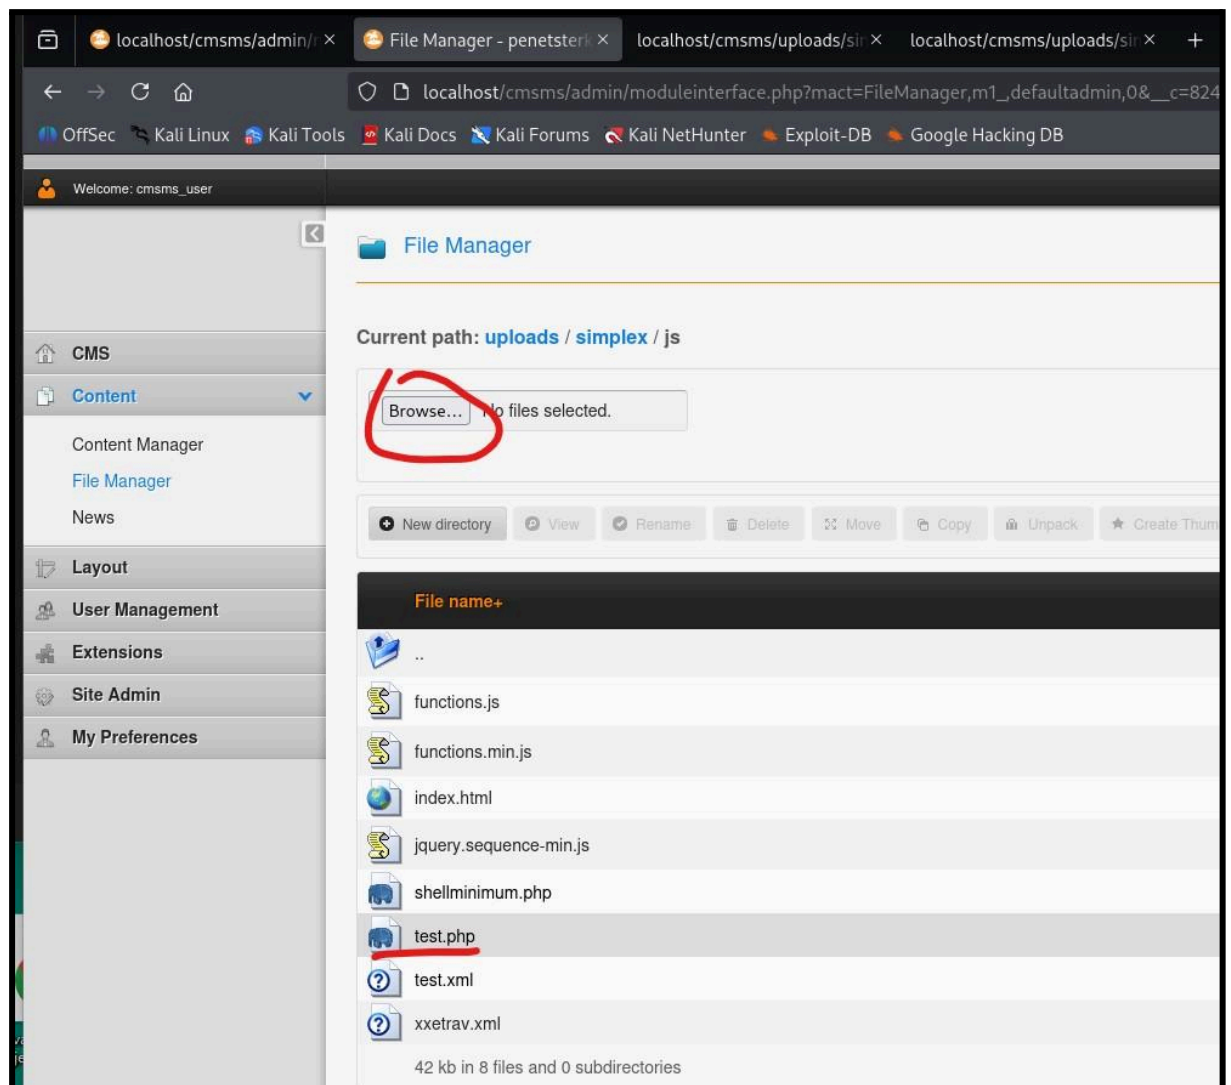 localhost/cmsms/admin/
File Manager - penetster
localhost/cmsms/uploads/si
localhost/cmsms/uploads/si
localhost/cmsms/admin/moduleinterface.php?mact=FileManager,m1_,defaultadmin,0&__c=824
OffSec Kali Linux Kali Tools Kali Docs Kali Forums Kali NetHunter Exploit-DB Google Hacking DB
Welcome: cmsms_user
File Manager
Current path: uploads / simplex / js
CMS
Content
Content Manager
File Manager
News
Layout
User Management
Extensions
Site Admin
My Preferences
Browse... No files selected.
New directory View Rename Delete Move Copy Unpack Create Thum
File name+
..
functions.js
functions.min.js
index.html
jquery.sequence-min.js
shellminimum.php
test.php
test.xml
xxetrav.xml
42 kb in 8 files and 0 subdirectories